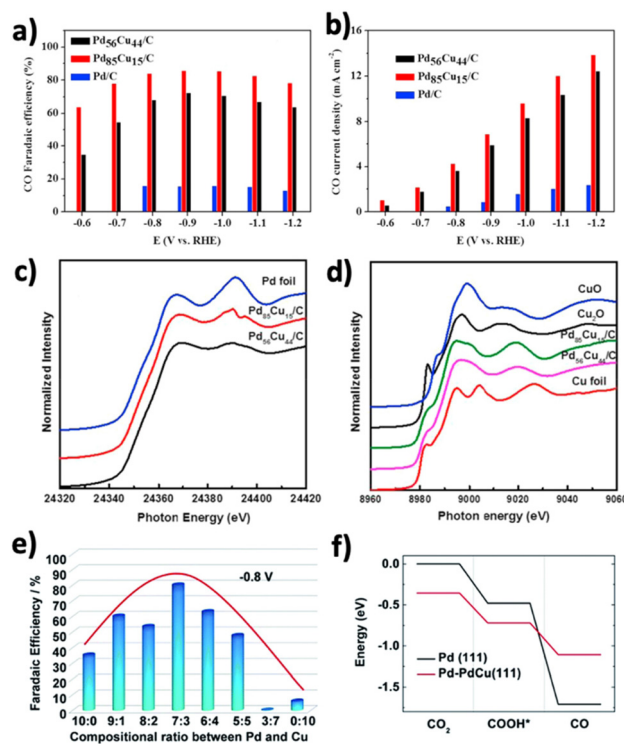 a)
CO Faradaic efficiency (%)
100
80
60
40
20
0
Pd56Cu44/C
Pd85Cu15/C
Pd/C
-0.6 -0.7 -0.8 -0.9 -1.0 -1.1 -1.2
E (V vs. RHE)
b)
CO current density (mA cm-2)
16
12
8
4
0
Pd56Cu44/C
Pd85Cu15/C
Pd/C
-0.6 -0.7 -0.8 -0.9 -1.0 -1.1 -1.2
E (V vs. RHE)
c)
Normalized Intensity
Pd foil
Pd85Cu15/C
Pd56Cu44/C
24320 24340 24360 24380 24400 24420
Photon Energy (eV)
d)
Normalized Intensity
CuO
Cu2O
Pd85Cu15/C
Pd56Cu44/C
Cu foil
8960 8980 9000 9020 9040 9060
Photon energy (eV)
e)
Faradaic Efficiency / %
100
90
80
70
60
50
40
30
20
10
0
-0.8 V
10:0 9:1 8:2 7:3 6:4 5:5 3:7 0:10
Compositional ratio between Pd and Cu
f)
Energy (eV)
0.0
-0.5
-1.0
-1.5
Pd (111)
Pd-PdCu(111)
CO2 COOH* CO